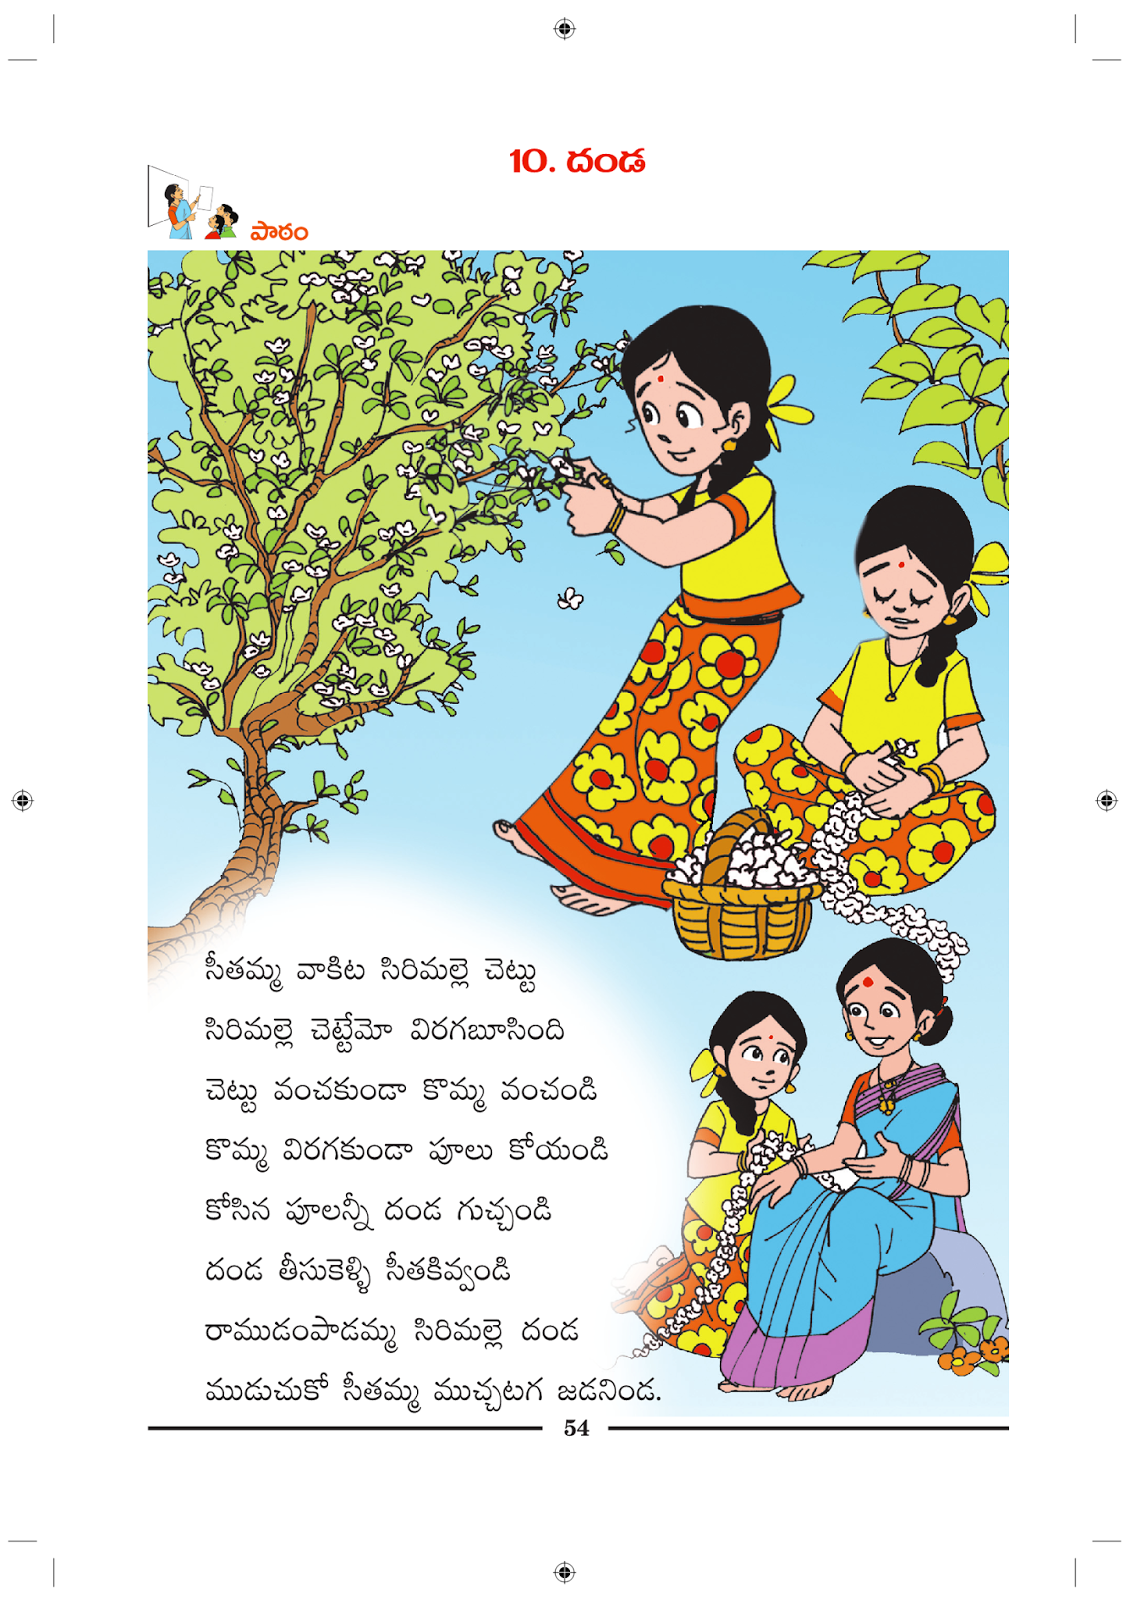 10. దండ
పాఠం
సీతమ్మ వాకిట సిరిమల్లె చెట్టు
సిరిమల్లె చెట్టేమో విరగబూసింది
చెట్టు వంచకుండా కొమ్మ వంచండి
కొమ్మ విరగకుండా పూలు కోయండి
కోసిన పూలన్నీ దండ గుచ్చండి
దండ తీసుకెళ్ళి సీతకివ్వండి
రాముడంపాడమ్మ సిరిమల్లె దండ
ముడుచుకో సీతమ్మ ముచ్చటగ జడనిండ.
54